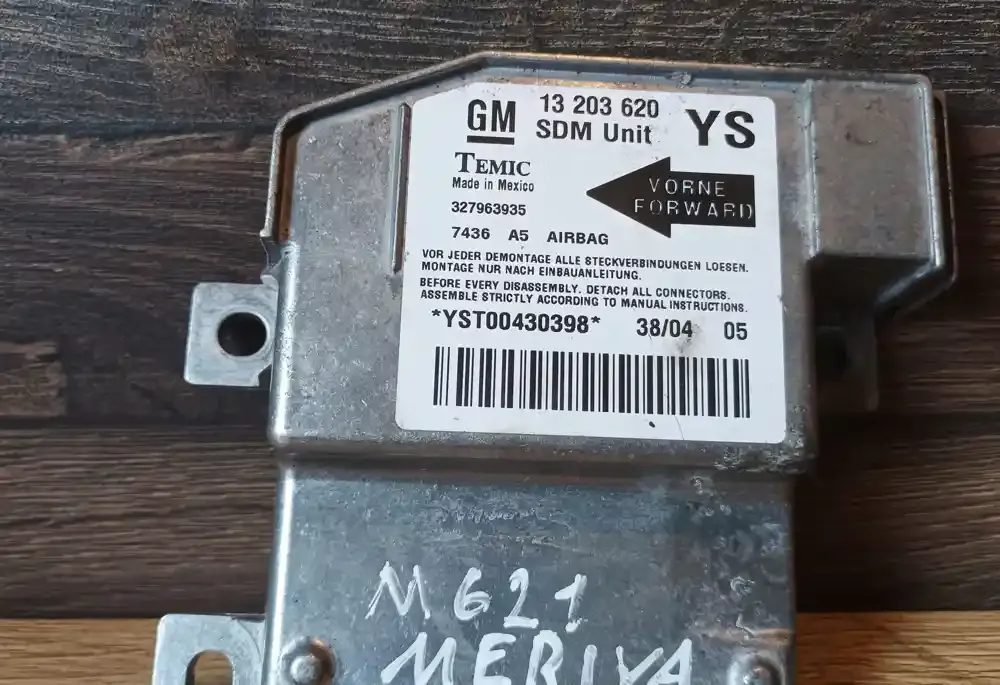 GM 13 203 620 YS
SDM Unit
TEMIC
Made in Mexico
VORNE
FORWARD
327963935
7436 A5 AIRBAG
VOR JEDER DEMONTAGE ALLE STECKVERBINDUNGEN LOESEN.
MONTAGE NUR NACH EINBAUANLEITUNG.
BEFORE EVERY DISASSEMBLY. DETACH ALL CONNECTORS.
ASSEMBLE STRICTLY ACCORDING TO MANUAL INSTRUCTIONS.
*YST00430398* 38/04 05
MG21
MERIVA